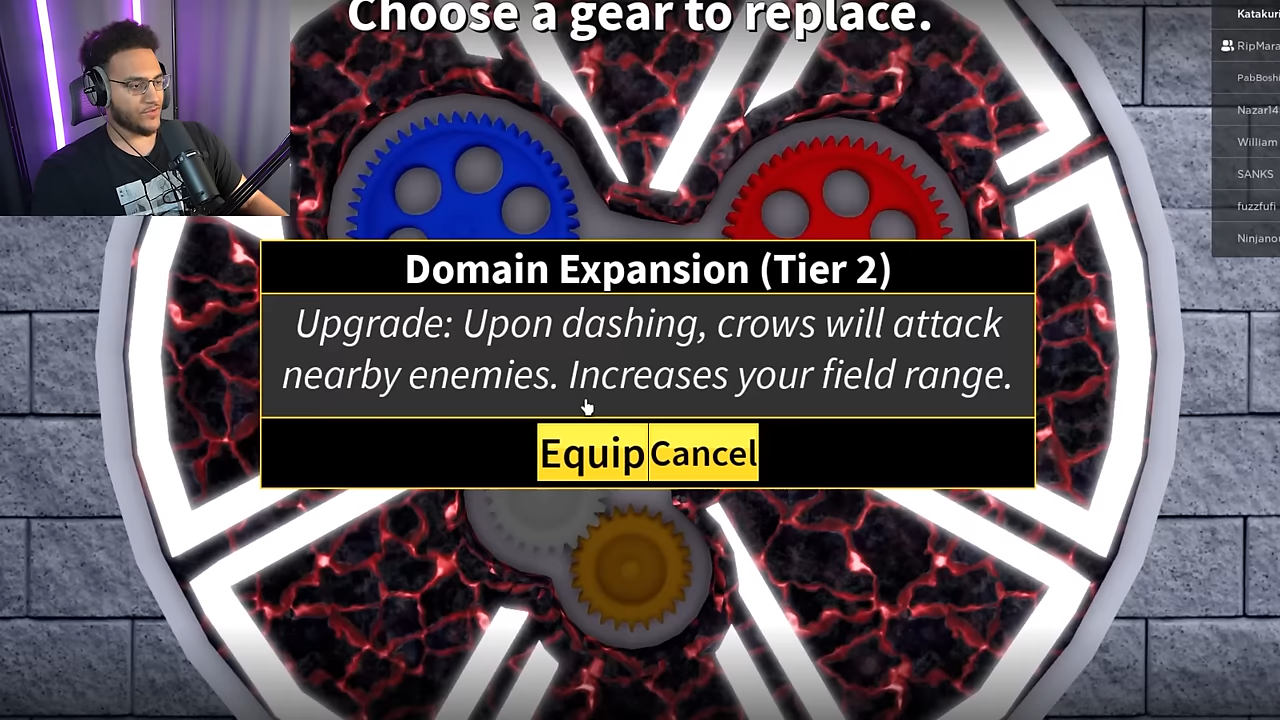 Choose a gear to replace.
Katakuri
RipMara
PabBoshi
Nazar14
William
SANKS
fuzzfufi
Ninjano
Domain Expansion (Tier 2)
Upgrade: Upon dashing, crows will attack
nearby enemies. Increases your field range.
Equip Cancel